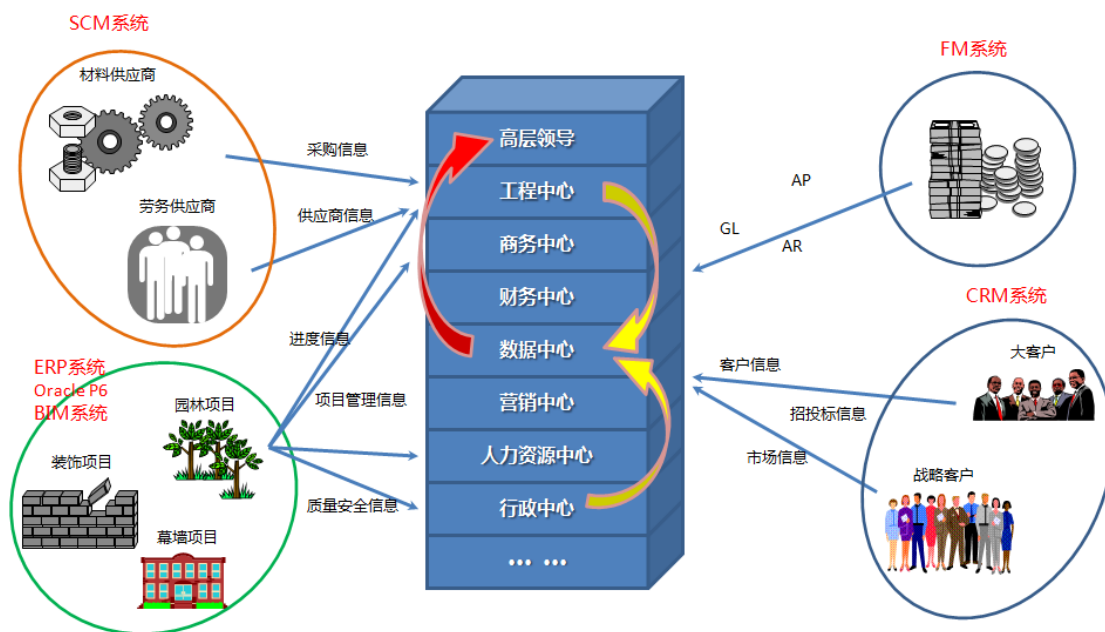 SCM系统
材料供应商
劳务供应商
采购信息
供应商信息
进度信息
项目管理信息
质量安全信息
ERP系统
Oracle P6
BIM系统
园林项目
装饰项目
幕墙项目
高层领导
工程中心
商务中心
财务中心
数据中心
营销中心
人力资源中心
行政中心
... ...
FM系统
AP
GL
AR
CRM系统
大客户
客户信息
招投标信息
市场信息
战略客户